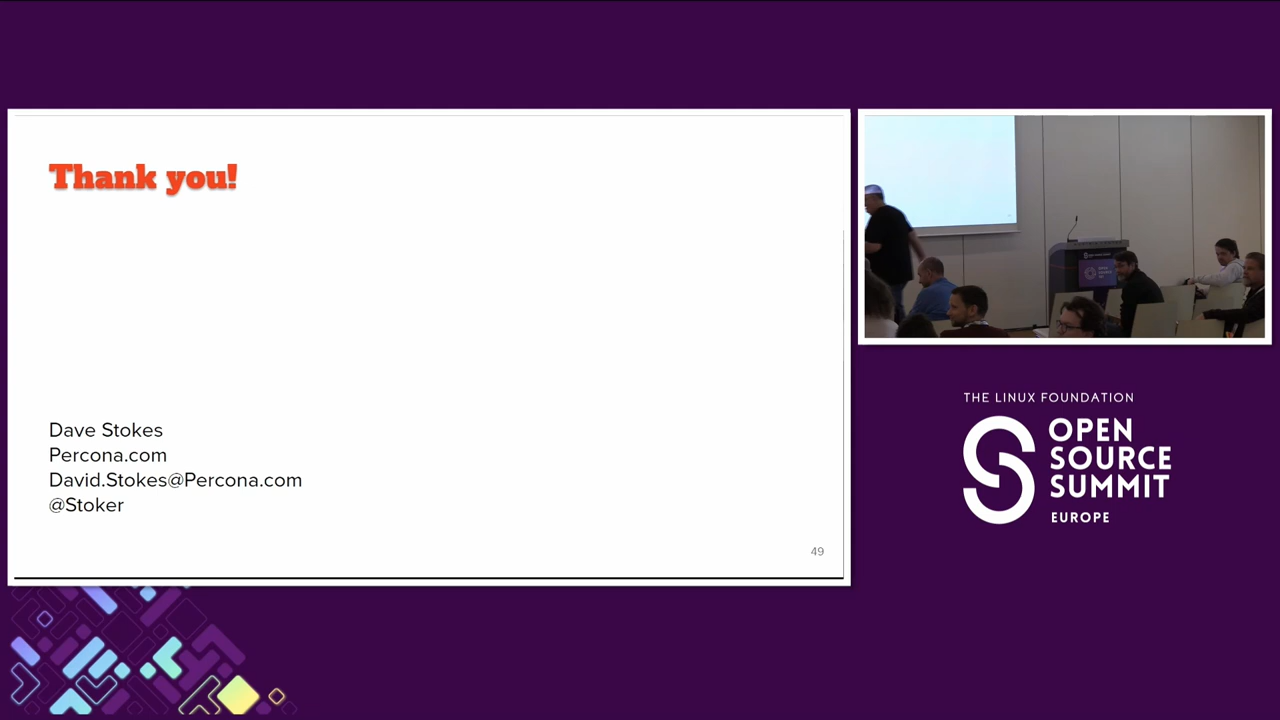 Thank you!
Dave Stokes
Percona.com
David.Stokes@Percona.com
@Stoker
49
THE LINUX FOUNDATION
OPEN
SOURCE
SUMMIT
EUROPE